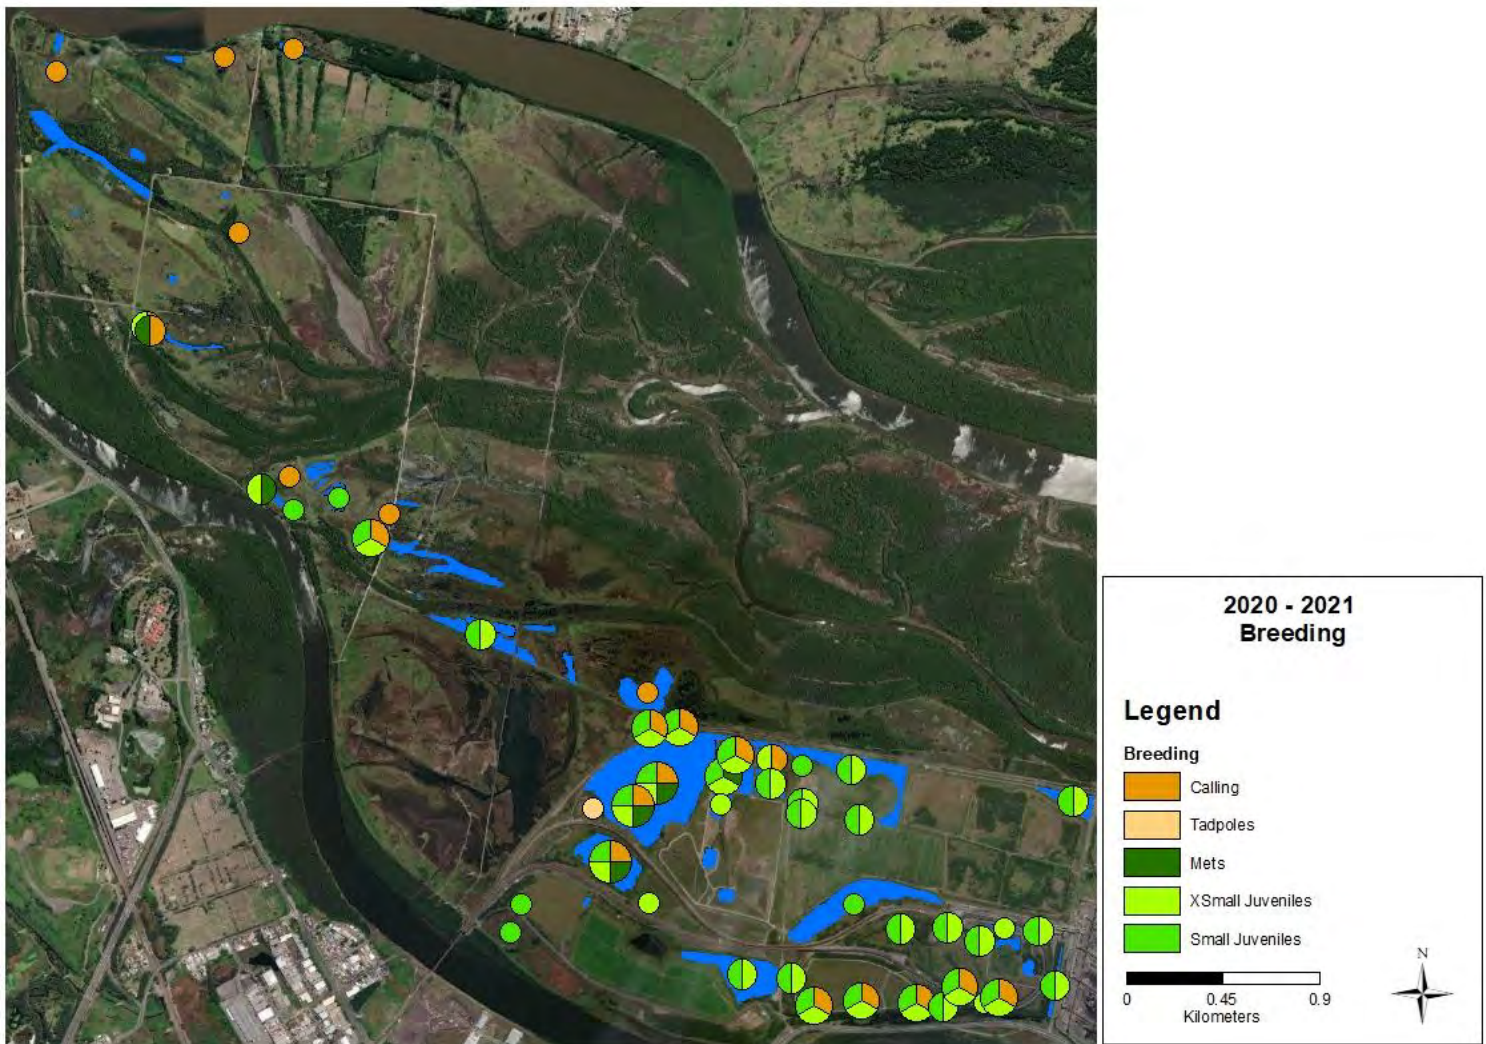 2020 - 2021
Breeding
Legend
Breeding
Calling
Tadpoles
Mets
XSmall Juveniles
Small Juveniles
0 0.45 0.9
Kilometers
N